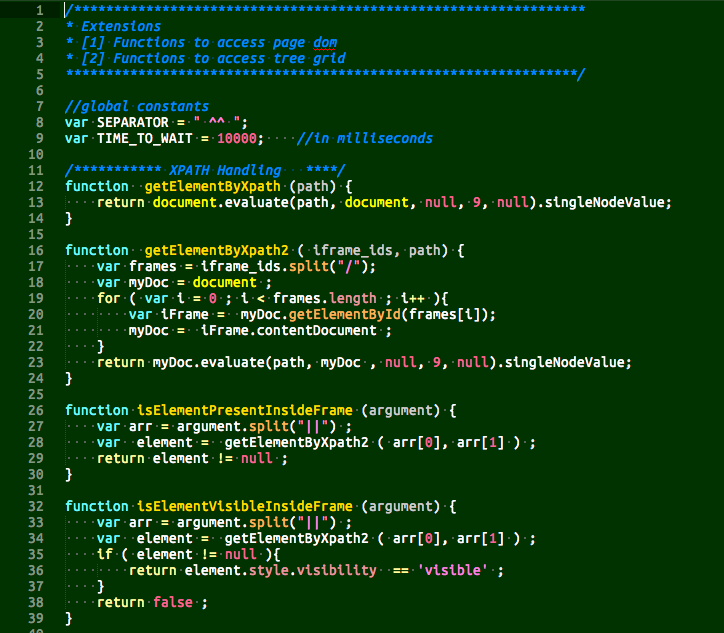 1 /****************************************************************
2 * Extensions
3 * [1] Functions to access page dom
4 * [2] Functions to access tree grid
5 ****************************************************************/
6
7 //global constants
8 var SEPARATOR = " ^^ ";
9 var TIME_TO_WAIT = 10000;    //in milliseconds
10
11 /*********** XPATH Handling   ****/
12 function  getElementByXpath (path) {
13     return document.evaluate(path, document, null, 9, null).singleNodeValue;
14 }
15
16 function  getElementByXpath2 ( iframe_ids, path) {
17     var frames = iframe_ids.split("/");
18     var myDoc = document ;
19     for ( var i = 0 ; i < frames.length ; i++ ){
20         var iFrame =  myDoc.getElementById(frames[i]);
21         myDoc =  iFrame.contentDocument ;
22     }
23     return myDoc.evaluate(path, myDoc , null, 9, null).singleNodeValue;
24 }
25
26 function isElementPresentInsideFrame (argument) {
27     var arr = argument.split("||") ;
28     var  element =  getElementByXpath2 ( arr[0], arr[1] ) ;
29     return element != null ;
30 }
31
32 function isElementVisibleInsideFrame (argument) {
33     var arr = argument.split("||") ;
34     var  element =  getElementByXpath2 ( arr[0], arr[1] ) ;
35     if ( element != null ){
36         return element.style.visibility  == 'visible' ;
37     }
38     return false ;
39 }